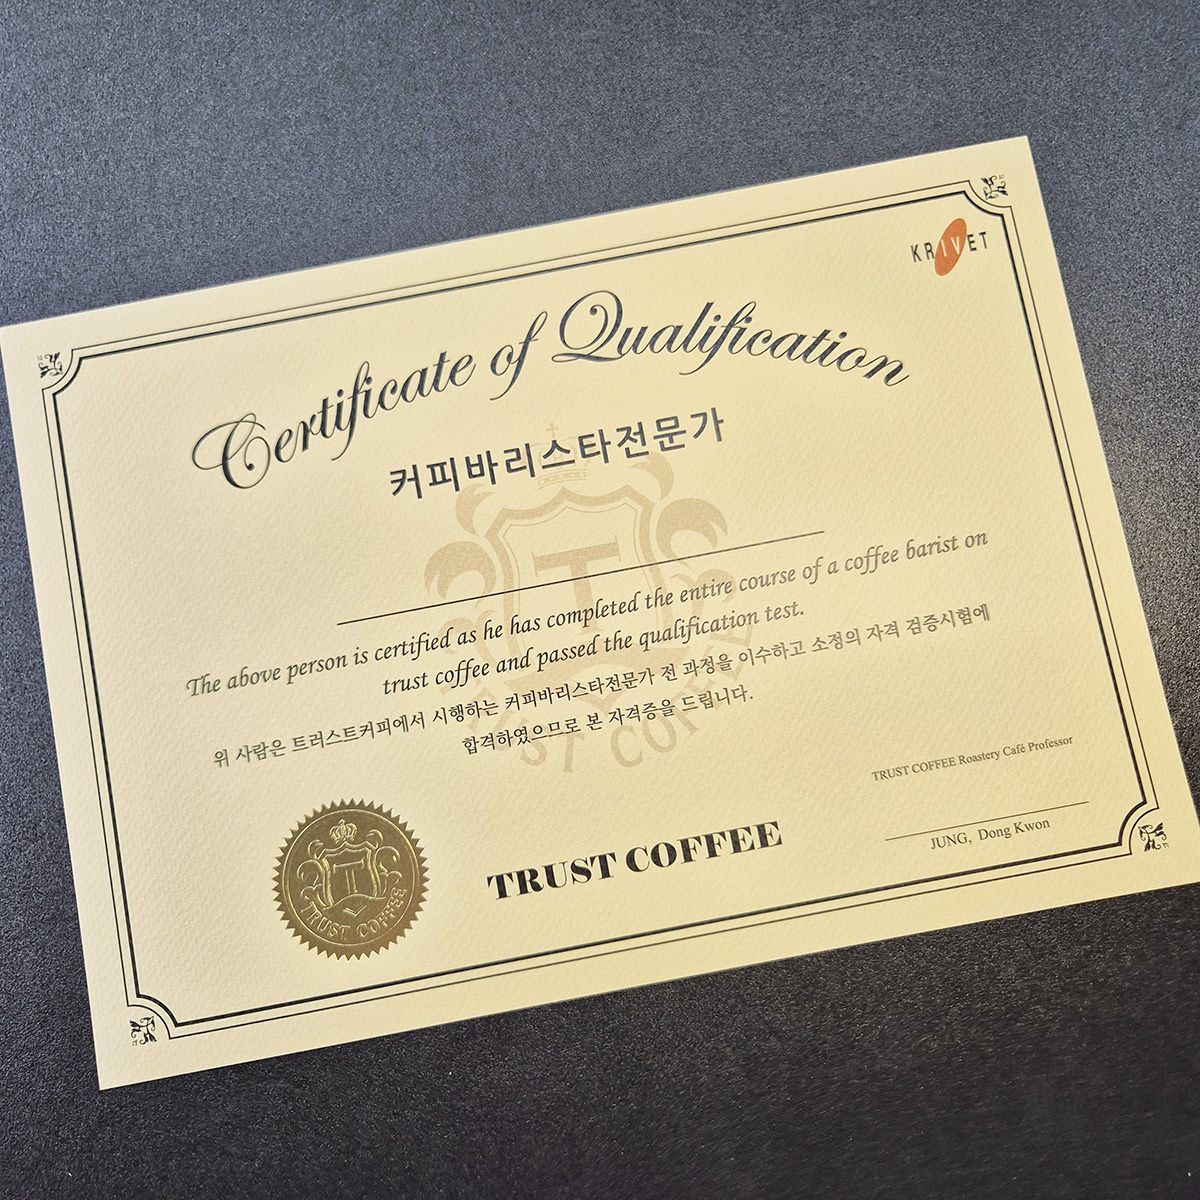 KRIVET
Certificate of Qualification
커피바리스타전문가
The above person is certified as he has completed the entire course of a coffee barist on
trust coffee and passed the qualification test.
위 사람은 트러스트커피에서 시행하는 커피바리스타전문가 전 과정을 이수하고 소정의 자격 검증시험에
합격하였으므로 본 자격증을 드립니다.
T
TRUST COFFEE
TRUST COFFEE Roastery Café Professor
JUNG, Dong Kwon
TRUST COFFEE
T
TRUST COFFEE